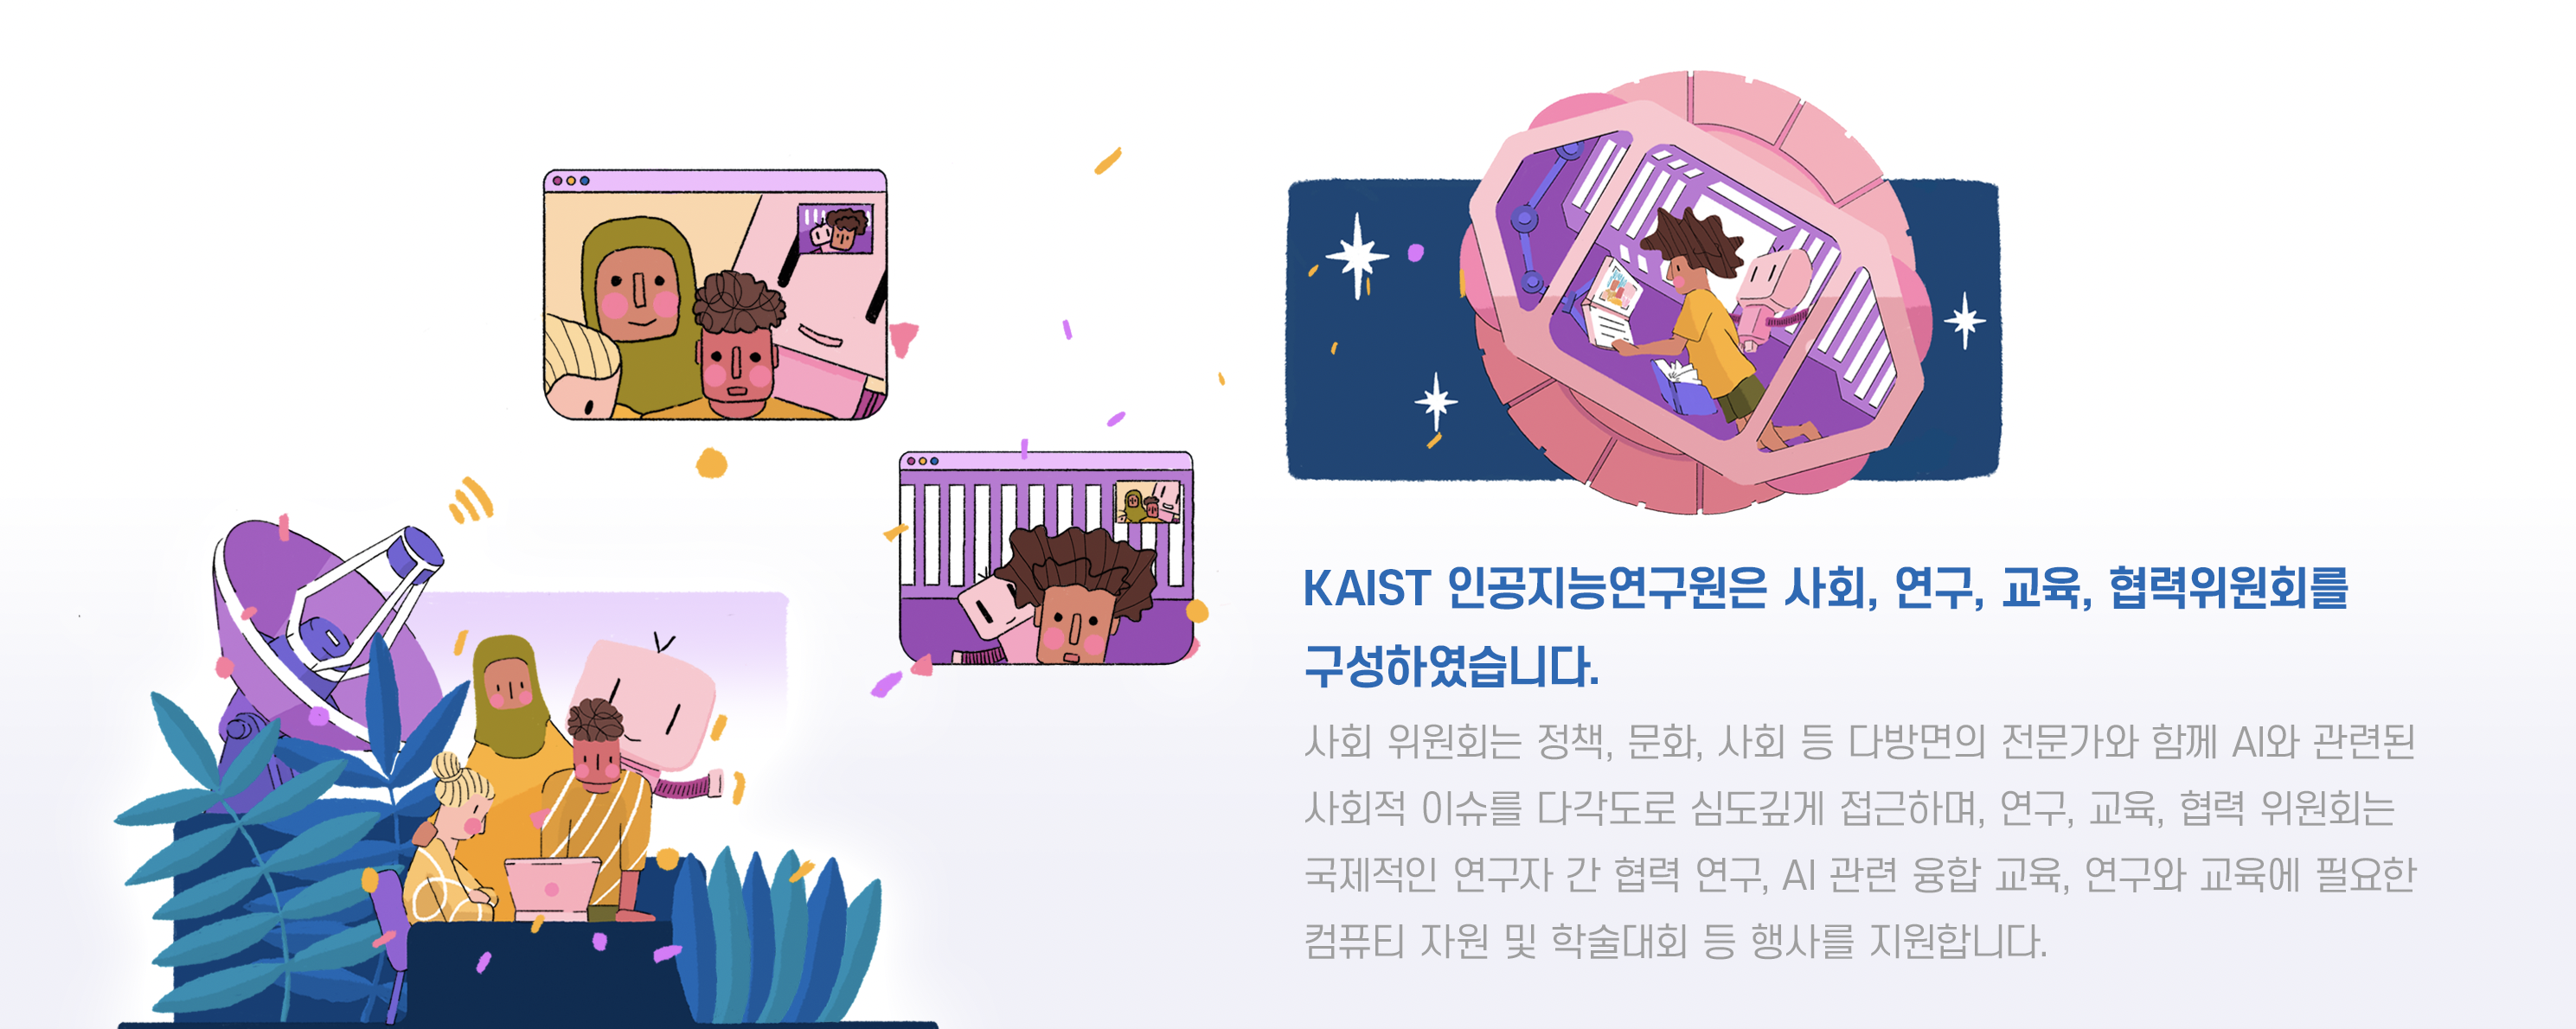 KAIST 인공지능연구원은 사회, 연구, 교육, 협력위원회를
구성하였습니다.
사회 위원회는 정책, 문화, 사회 등 다방면의 전문가와 함께 AI와 관련된
사회적 이슈를 다각도로 심도깊게 접근하며, 연구, 교육, 협력 위원회는
국제적인 연구자 간 협력 연구, AI 관련 융합 교육, 연구와 교육에 필요한
컴퓨티 자원 및 학술대회 등 행사를 지원합니다.